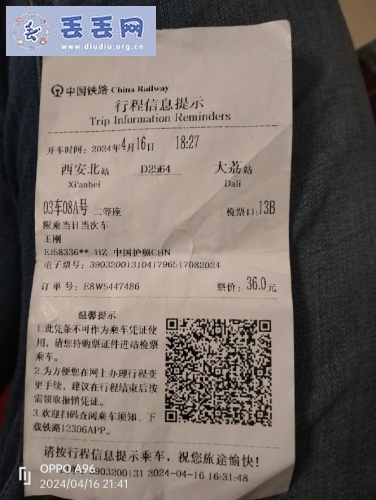 丢丢网
www.diudiu.org.cn
中国铁路 China Railway
行程信息提示
Trip Information Reminders
开车时间：2024年4月16日 18:27
西安北站 D2564 大荔站
Xi'anbei Dali
03车08A号 二等座 检票口:13B
限乘当日当次车
王刚
EJ58336** HZ 中国护照CHN
电子票号：3903200131041796517082024
订单号：E8W5447486 票价：36.0元
温馨提示
1.此凭条不可作为乘车凭证使
用，请您持购票证件进站检票
乘车。
2.为方便您在网上办理行程变
更手续，建议在行程结束后按
需领取报销凭证。
3.欢迎扫码查阅乘车须知、下
载铁路12306APP。
请按行程信息提示乘车，祝您旅途愉快！
2024-04-16 16:31:48
OPPO A96
2024/04/16 21:41